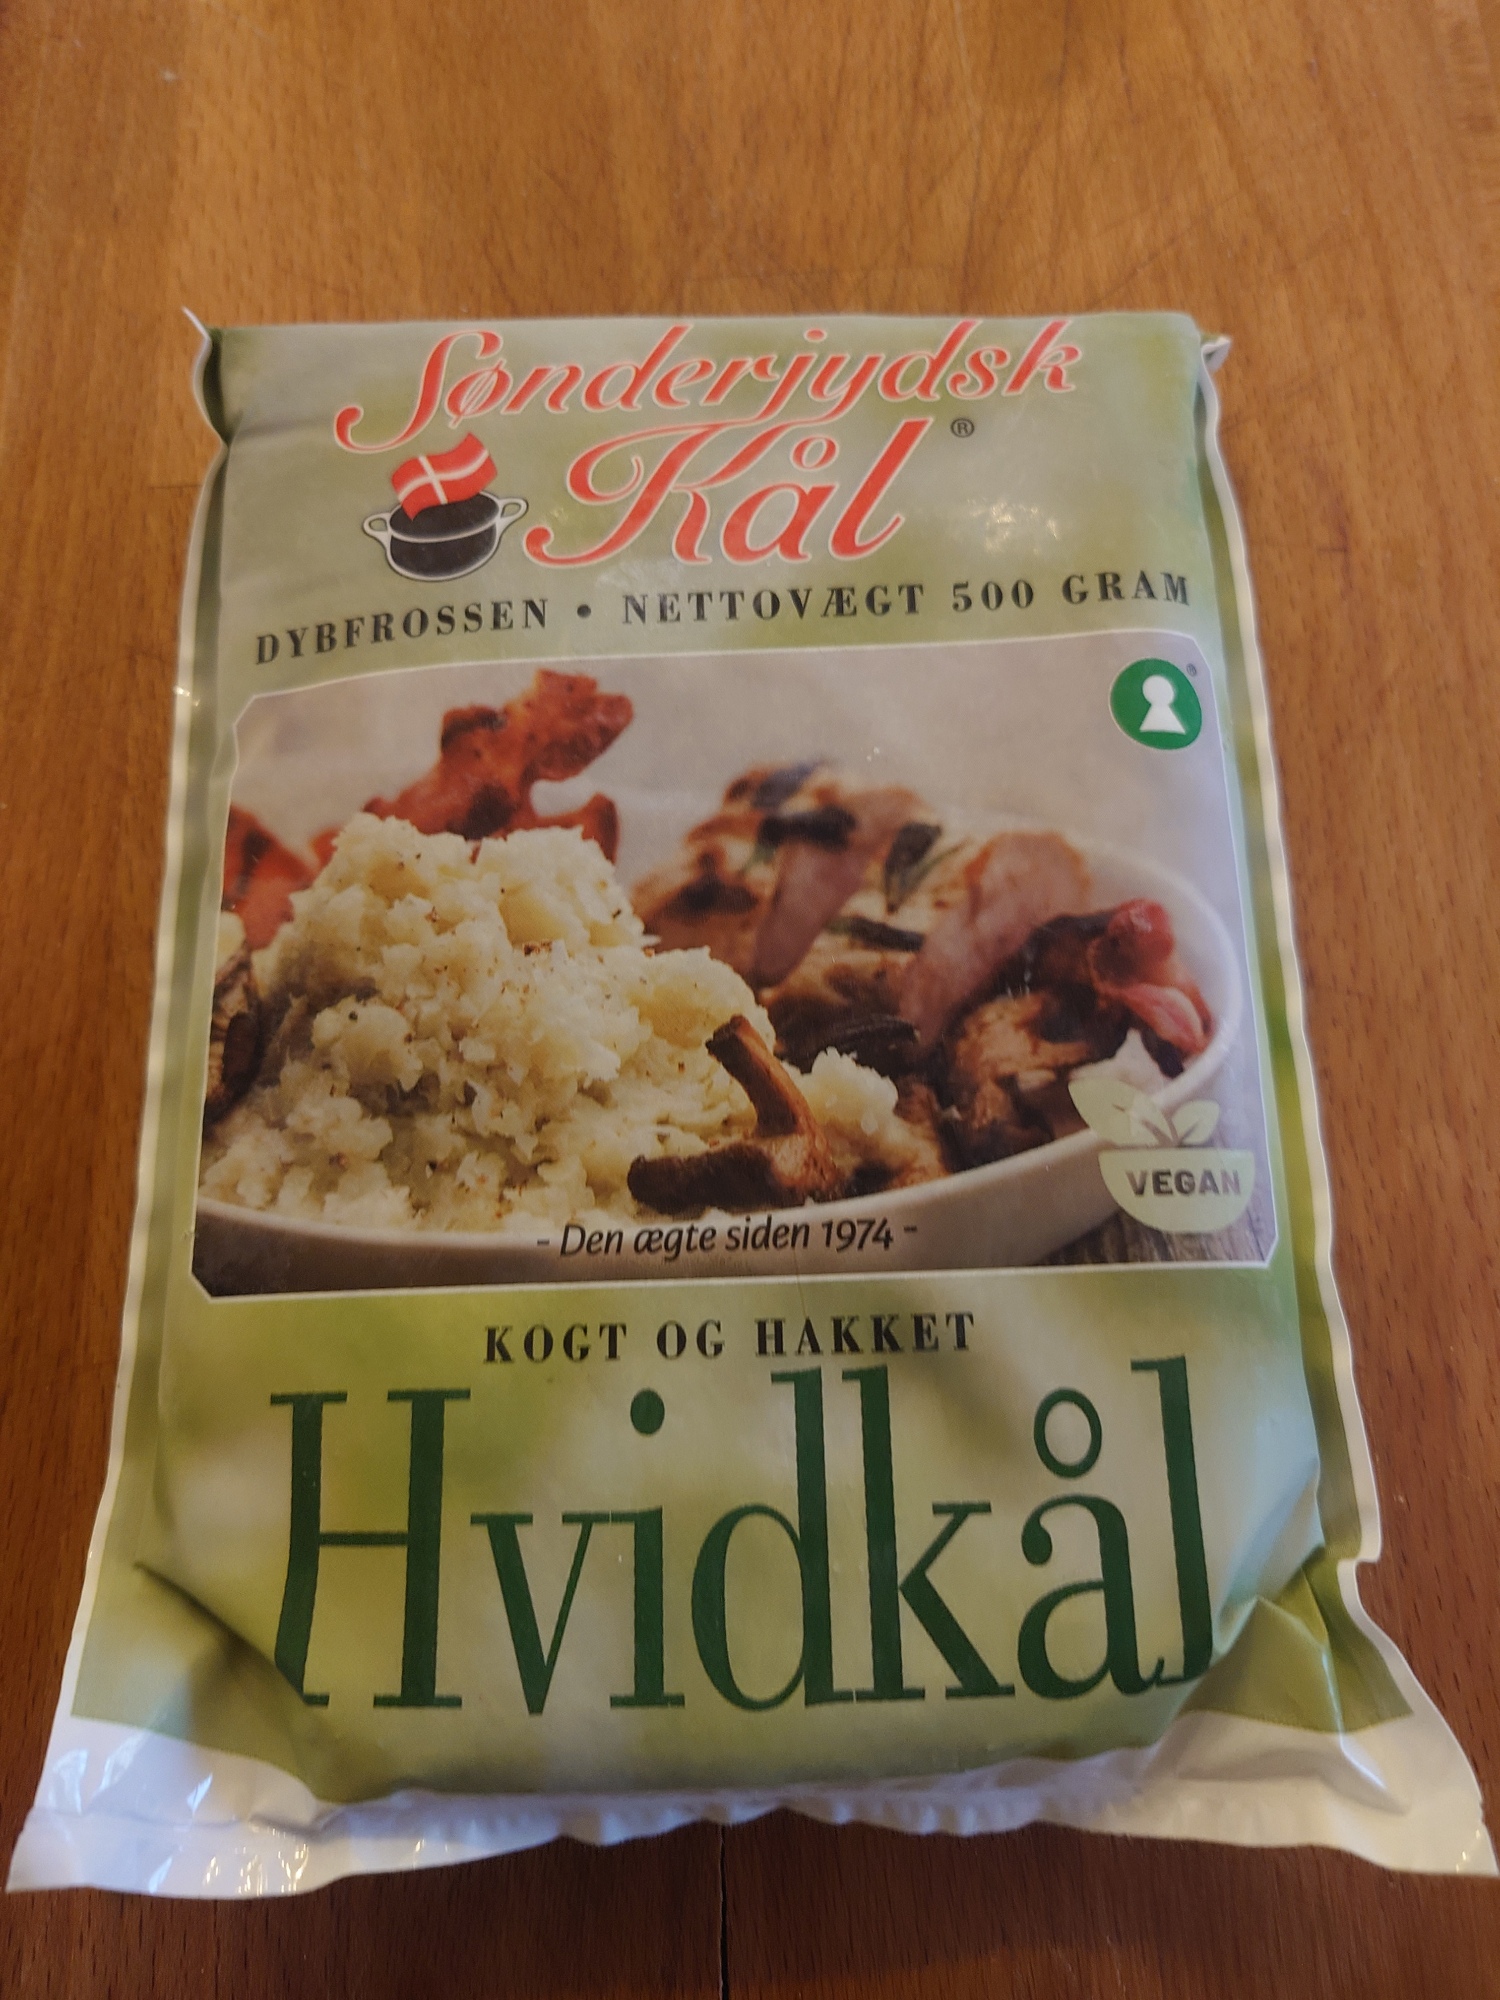 Sønderjydsk
Kål®
DYBFROSSEN • NETTOVÆGT 500 GRAM
®
VEGAN
- Den ægte siden 1974 -
KOGT OG HAKKET
Hvidkål